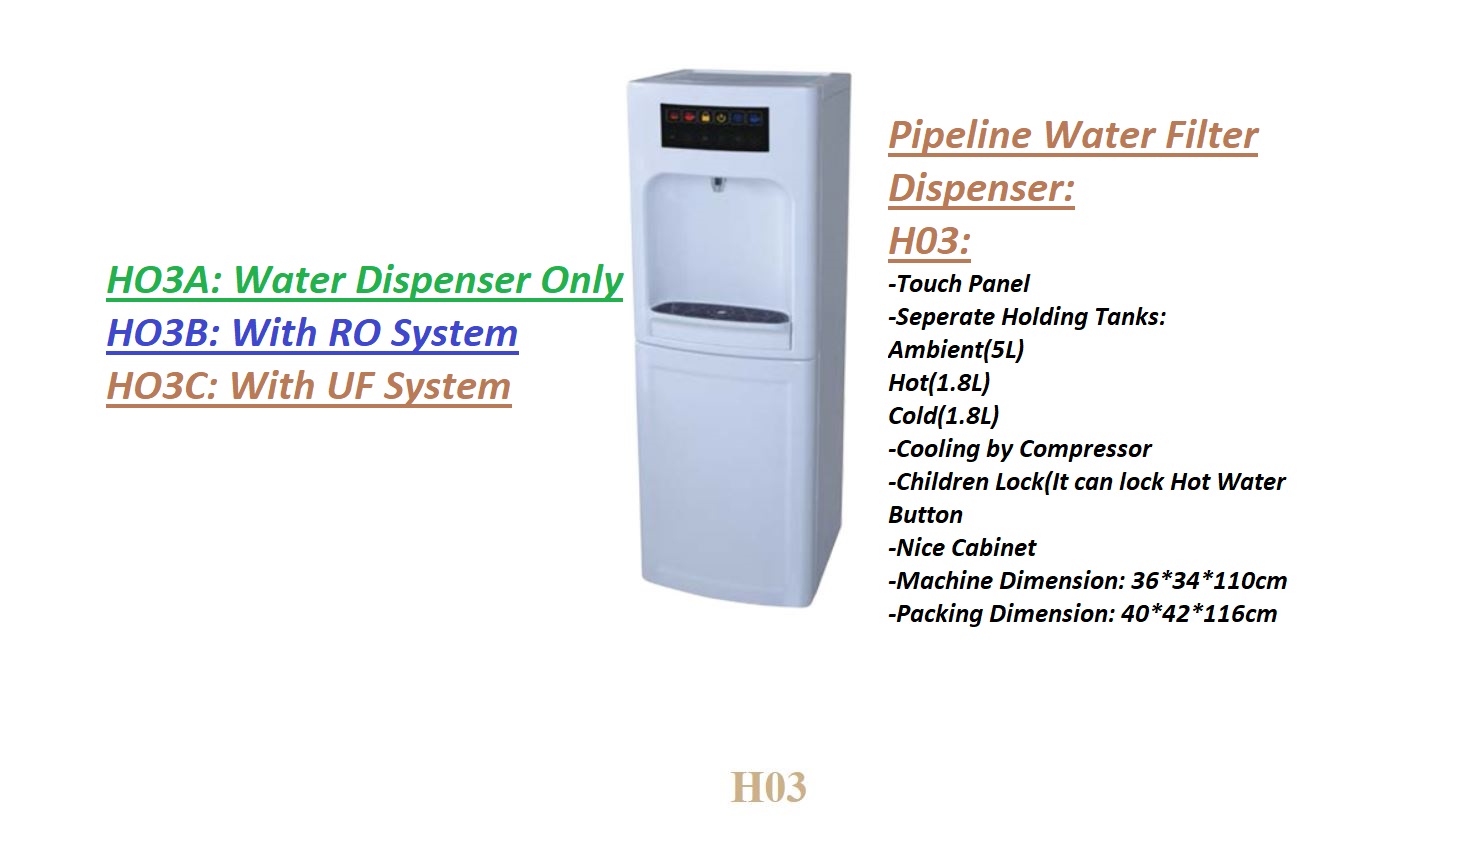 HO3A: Water Dispenser Only
HO3B: With RO System
HO3C: With UF System
Pipeline Water Filter
Dispenser:
H03:
-Touch Panel
-Seperate Holding Tanks:
Ambient(5L)
Hot(1.8L)
Cold(1.8L)
-Cooling by Compressor
-Children Lock(It can lock Hot Water
Button
-Nice Cabinet
-Machine Dimension: 36*34*110cm
-Packing Dimension: 40*42*116cm
H03